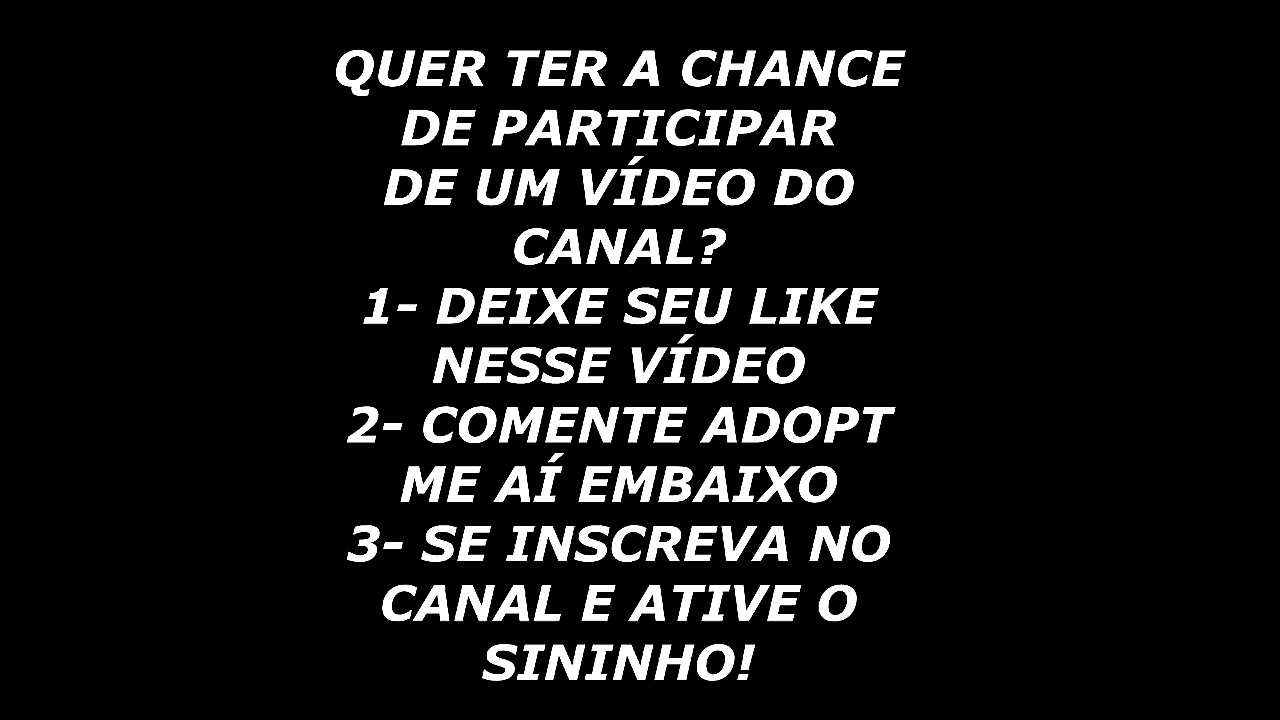 QUER TER A CHANCE
DE PARTICIPAR
DE UM VÍDEO DO
CANAL?
1- DEIXE SEU LIKE
NESSE VÍDEO
2- COMENTE ADOPT
ME AÍ EMBAIXO
3- SE INSCREVA NO
CANAL E ATIVE O
SININHO!